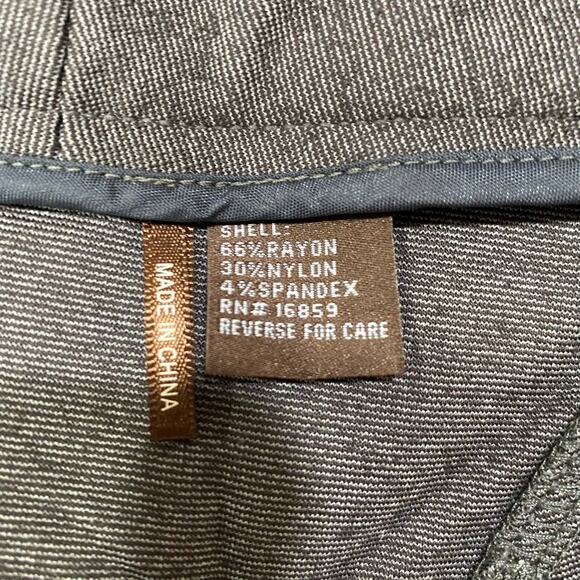 SHELL:
66%RAYON
30%NYLON
4%SPANDEX
RN# 16859
REVERSE FOR CARE
MADE IN CHINA